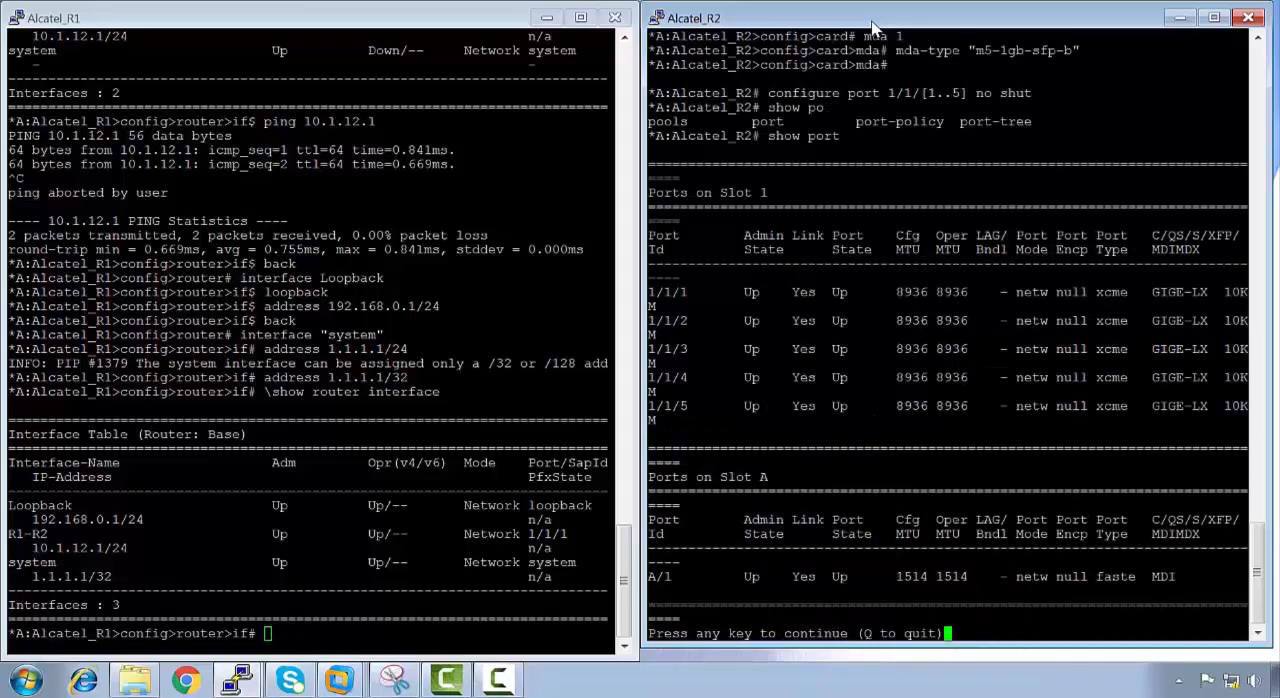 Alcatel_R1
10.1.12.1/24 n/a
system Up Down/-- Network system
-
-------------------------------------------------------------------------------
Interfaces : 2
===============================================================================
*A:Alcatel_R1>config>router>if$ ping 10.1.12.1
PING 10.1.12.1 56 data bytes
64 bytes from 10.1.12.1: icmp_seq=1 ttl=64 time=0.841ms.
64 bytes from 10.1.12.1: icmp_seq=2 ttl=64 time=0.669ms.
^C
ping aborted by user
---- 10.1.12.1 PING Statistics ----
2 packets transmitted, 2 packets received, 0.00% packet loss
round-trip min = 0.669ms, avg = 0.755ms, max = 0.841ms, stddev = 0.000ms
*A:Alcatel_R1>config>router>if$ back
*A:Alcatel_R1>config>router# interface Loopback
*A:Alcatel_R1>config>router>if$ loopback
*A:Alcatel_R1>config>router>if$ address 192.168.0.1/24
*A:Alcatel_R1>config>router>if$ back
*A:Alcatel_R1>config>router# interface "system"
*A:Alcatel_R1>config>router>if# address 1.1.1.1/24
INFO: PIP #1379 The system interface can be assigned only a /32 or /128 add
*A:Alcatel_R1>config>router>if# address 1.1.1.1/32
*A:Alcatel_R1>config>router>if# \show router interface
===============================================================================
Interface Table (Router: Base)
===============================================================================
Interface-Name Adm Opr(v4/v6) Mode Port/SapId
IP-Address PfxState
-------------------------------------------------------------------------------
Loopback Up Up/-- Network loopback
192.168.0.1/24 n/a
R1-R2 Up Up/-- Network 1/1/1
10.1.12.1/24 n/a
system Up Up/-- Network system
1.1.1.1/32 n/a
-------------------------------------------------------------------------------
Interfaces : 3
===============================================================================
*A:Alcatel_R1>config>router>if#
Alcatel_R2
*A:Alcatel_R2>config>card# mda 1
*A:Alcatel_R2>config>card>mda# mda-type "m5-1gb-sfp-b"
*A:Alcatel_R2>config>card>mda#
*A:Alcatel_R2# configure port 1/1/[1..5] no shut
*A:Alcatel_R2# show po
pools port port-policy port-tree
*A:Alcatel_R2# show port
===============================================================================
====
Ports on Slot 1
===============================================================================
====
Port Admin Link Port Cfg Oper LAG/ Port Port Port C/QS/S/XFP/
Id State State MTU MTU Bndl Mode Encp Type MDIMDX
-------------------------------------------------------------------------------
----
1/1/1 Up Yes Up 8936 8936 - netw null xcme GIGE-LX 10K
M
1/1/2 Up Yes Up 8936 8936 - netw null xcme GIGE-LX 10K
M
1/1/3 Up Yes Up 8936 8936 - netw null xcme GIGE-LX 10K
M
1/1/4 Up Yes Up 8936 8936 - netw null xcme GIGE-LX 10K
M
1/1/5 Up Yes Up 8936 8936 - netw null xcme GIGE-LX 10K
M
===============================================================================
====
Ports on Slot A
===============================================================================
====
Port Admin Link Port Cfg Oper LAG/ Port Port Port C/QS/S/XFP/
Id State State MTU MTU Bndl Mode Encp Type MDIMDX
-------------------------------------------------------------------------------
----
A/1 Up Yes Up 1514 1514 - netw null faste MDI
===============================================================================
Press any key to continue (Q to quit)